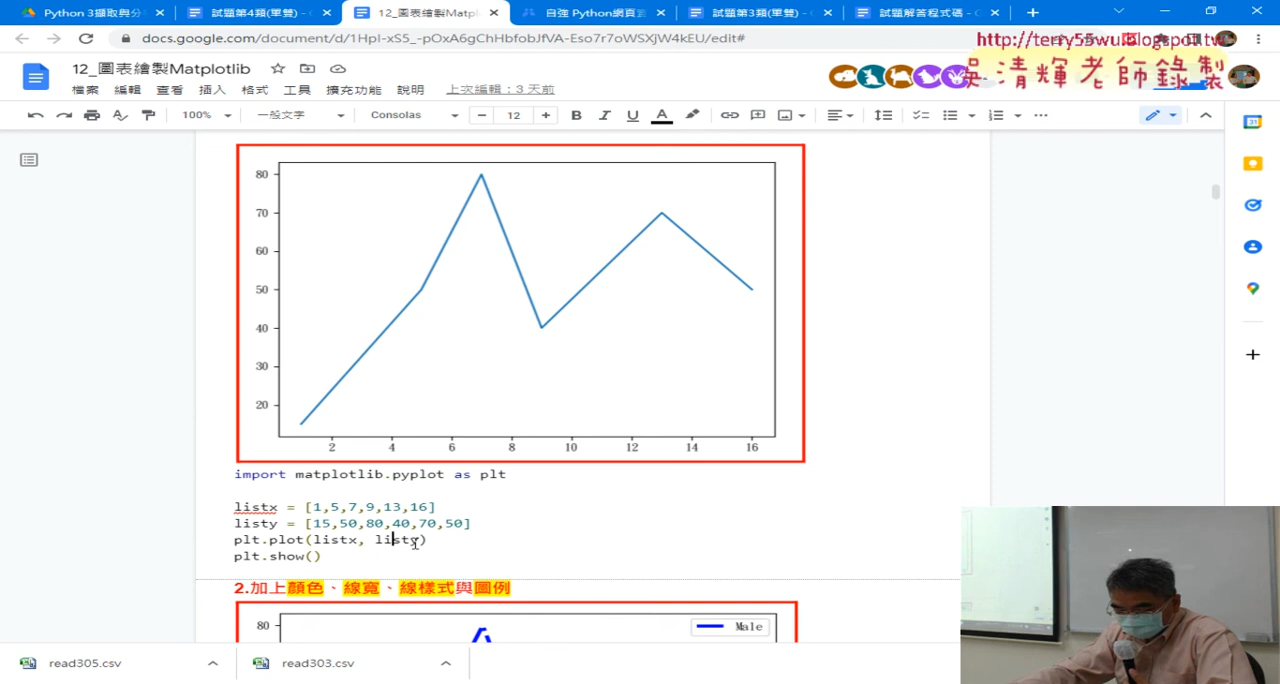 Python 3擷取與分
試題第4類(單雙) - G
12_圖表繪製Matpl
自強 Python網頁
試題第3類(單雙) -
試題解答程式碼 - G
docs.google.com/document/d/1HpI-xS5_-pOxA6gChHbfobJfVA-Eso7r7oWSXjW4kEU/edit#
http://terry55wu.blogspot.tw
吳清輝老師錄製
12_圖表繪製Matplotlib
檔案 編輯 查看 插入 格式 工具 擴充功能 說明 上次編輯：3 天前
100% 一般文字 Consolas 12 B I U A
31
80
70
60
50
40
30
20
2 4 6 8 10 12 14 16
import matplotlib.pyplot as plt
listx = [1,5,7,9,13,16]
listy = [15,50,80,40,70,50]
plt.plot(listx, listy)
plt.show()
2.加上顏色、線寬、線樣式與圖例
80
Male
read305.csv read303.csv